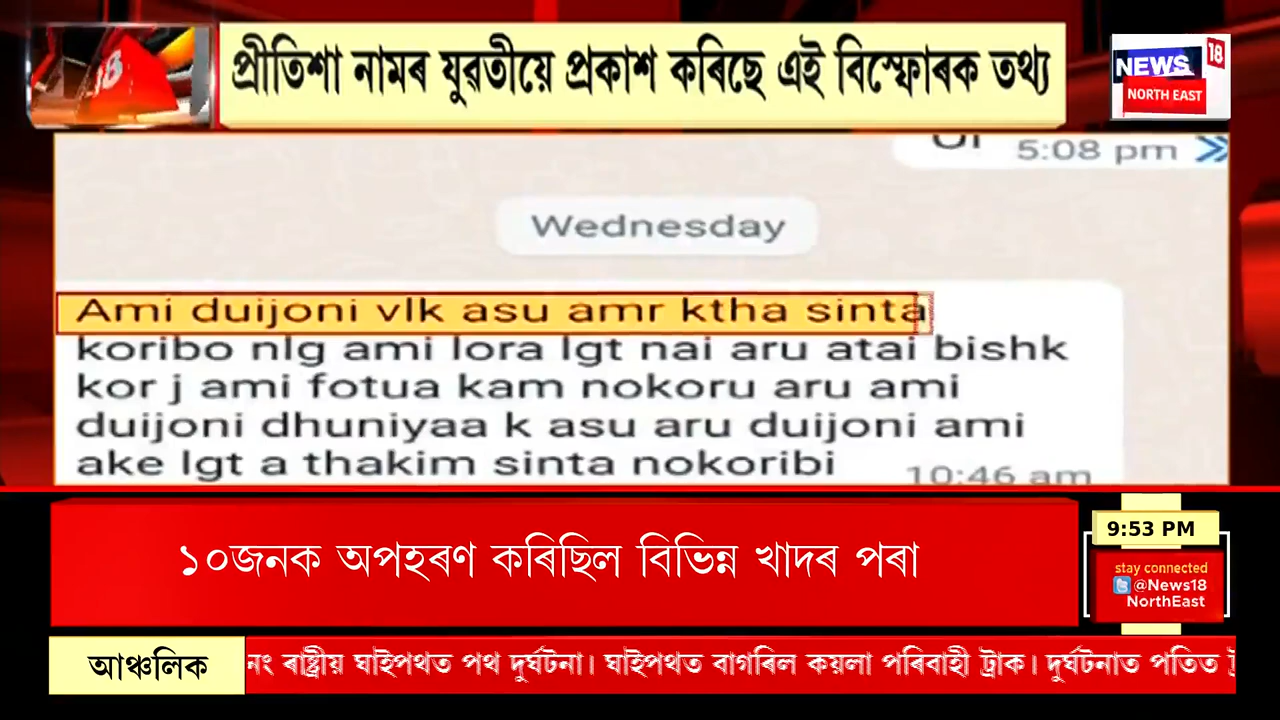 18
প্ৰীতিশা নামৰ যুৱতীয়ে প্ৰকাশ কৰিছে এই বিস্ফোৰক তথ্য
NEWS 18
NORTH EAST
5:08 pm
Wednesday
Ami duijoni vlk asu amr ktha sinta
koribo nlg ami lora lgt nai aru atai bishk
kor j ami fotua kam nokoru aru ami
duijoni dhuniyaa k asu aru duijoni ami
ake lgt a thakim sinta nokoribi
10:46 am
১০জনক অপহৰণ কৰিছিল বিভিন্ন খাদৰ পৰা
9:53 PM
stay connected
@News18
NorthEast
আঞ্চলিক
নং ৰাষ্ট্ৰীয় ঘাইপথত পথ দুৰ্ঘটনা। ঘাইপথত বাগৰিল কয়লা পৰিবাহী ট্ৰাক। দুৰ্ঘটনাত পতিত